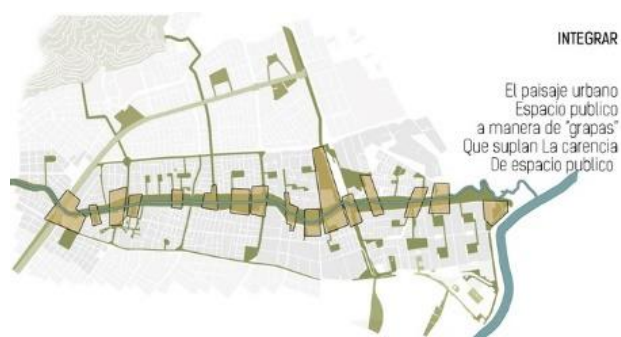 INTEGRAR
El paisaje urbano
Espacio publico
a manera de "grapas"
Que suplan La carencia
De espacio publico